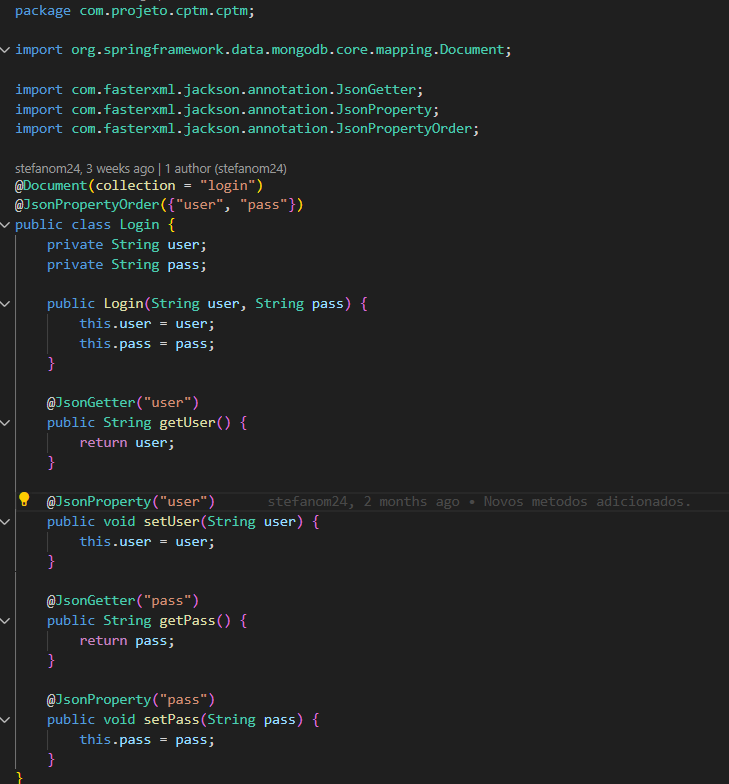 package com.projeto.cptm.cptm;
import org.springframework.data.mongodb.core.mapping.Document;
import com.fasterxml.jackson.annotation.JsonGetter;
import com.fasterxml.jackson.annotation.JsonProperty;
import com.fasterxml.jackson.annotation.JsonPropertyOrder;
stefanom24, 3 weeks ago | 1 author (stefanom24)
@Document(collection = "login")
@JsonPropertyOrder({"user", "pass"})
public class Login {
    private String user;
    private String pass;
    public Login(String user, String pass) {
        this.user = user;
        this.pass = pass;
    }
    @JsonGetter("user")
    public String getUser() {
        return user;
    }
    @JsonProperty("user")    stefanom24, 2 months ago • Novos metodos adicionados.
    public void setUser(String user) {
        this.user = user;
    }
    @JsonGetter("pass")
    public String getPass() {
        return pass;
    }
    @JsonProperty("pass")
    public void setPass(String pass) {
        this.pass = pass;
    }
}